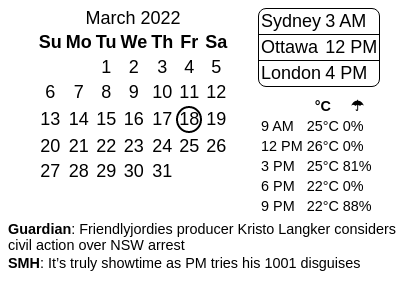 March 2022
Su Mo Tu We Th Fr Sa
1 2 3 4 5
6 7 8 9 10 11 12
13 14 15 16 17 18 19
20 21 22 23 24 25 26
27 28 29 30 31
Sydney 3 AM
Ottawa 12 PM
London 4 PM
°C ☂
9 AM 25°C 0%
12 PM 26°C 0%
3 PM 25°C 81%
6 PM 22°C 0%
9 PM 22°C 88%
Guardian: Friendlyjordies producer Kristo Langker considers
civil action over NSW arrest
SMH: It’s truly showtime as PM tries his 1001 disguises